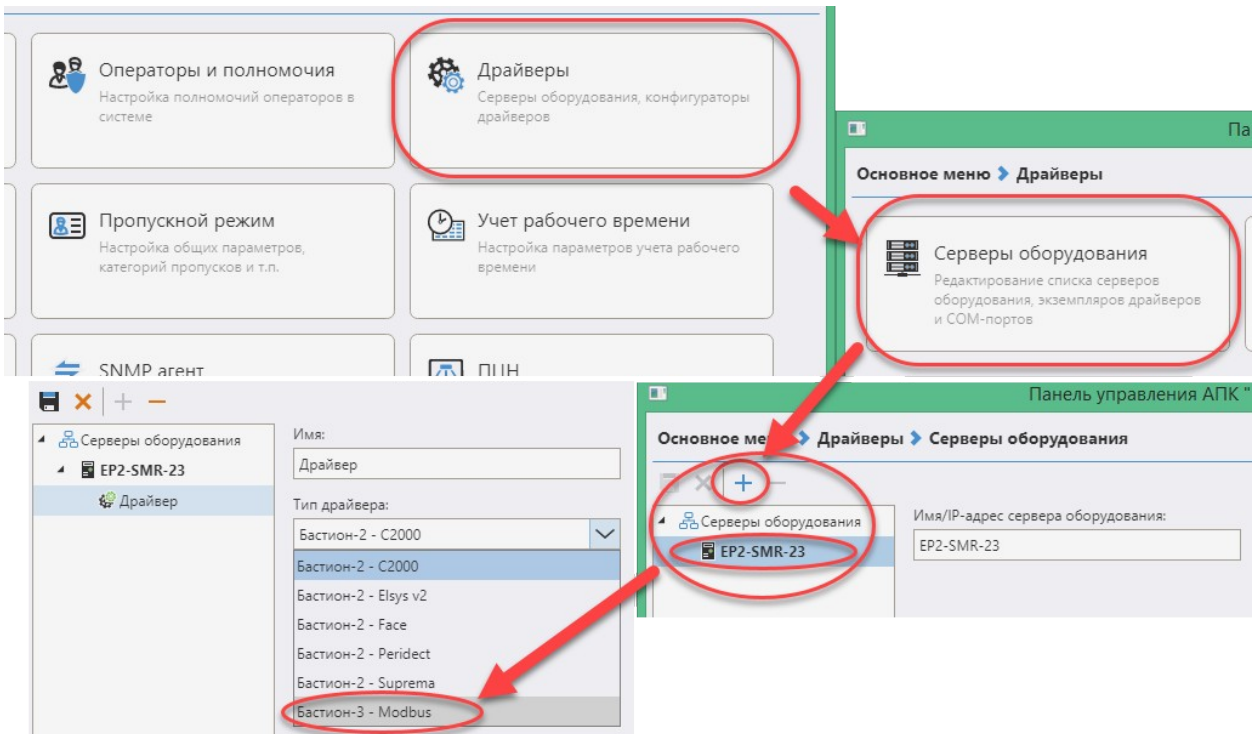 Операторы и полномочия
Настройка полномочий операторов в
системе
Драйверы
Серверы оборудования, конфигураторы
драйверов
Пропускной режим
Настройка общих параметров,
категорий пропусков и т.п.
Учет рабочего времени
Настройка параметров учета рабочего
времени
SNMP агент
ПЦН
Па
Основное меню Драйверы
Серверы оборудования
Редактирование списка серверов
оборудования, экземпляров драйверов
и COM-портов
Серверы оборудования
EP2-SMR-23
Драйвер
Имя:
Драйвер
Тип драйвера:
Бастион-2 - С2000
Бастион-2 - С2000
Бастион-2 - Elsys v2
Бастион-2 - Face
Бастион-2 - Peridect
Бастион-2 - Suprema
Бастион-3 - Modbus
Панель управления АПК "
Основное ме Драйверы Серверы оборудования
Серверы оборудования
EP2-SMR-23
Имя/IP-адрес сервера оборудования:
EP2-SMR-23